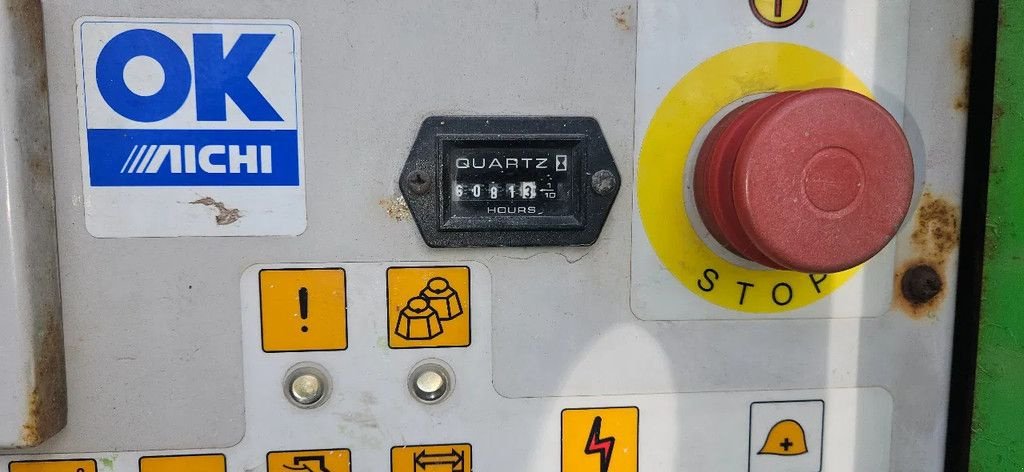 OK
AICHI
QUARTZ
60813 1/10
HOURS
STOP
!